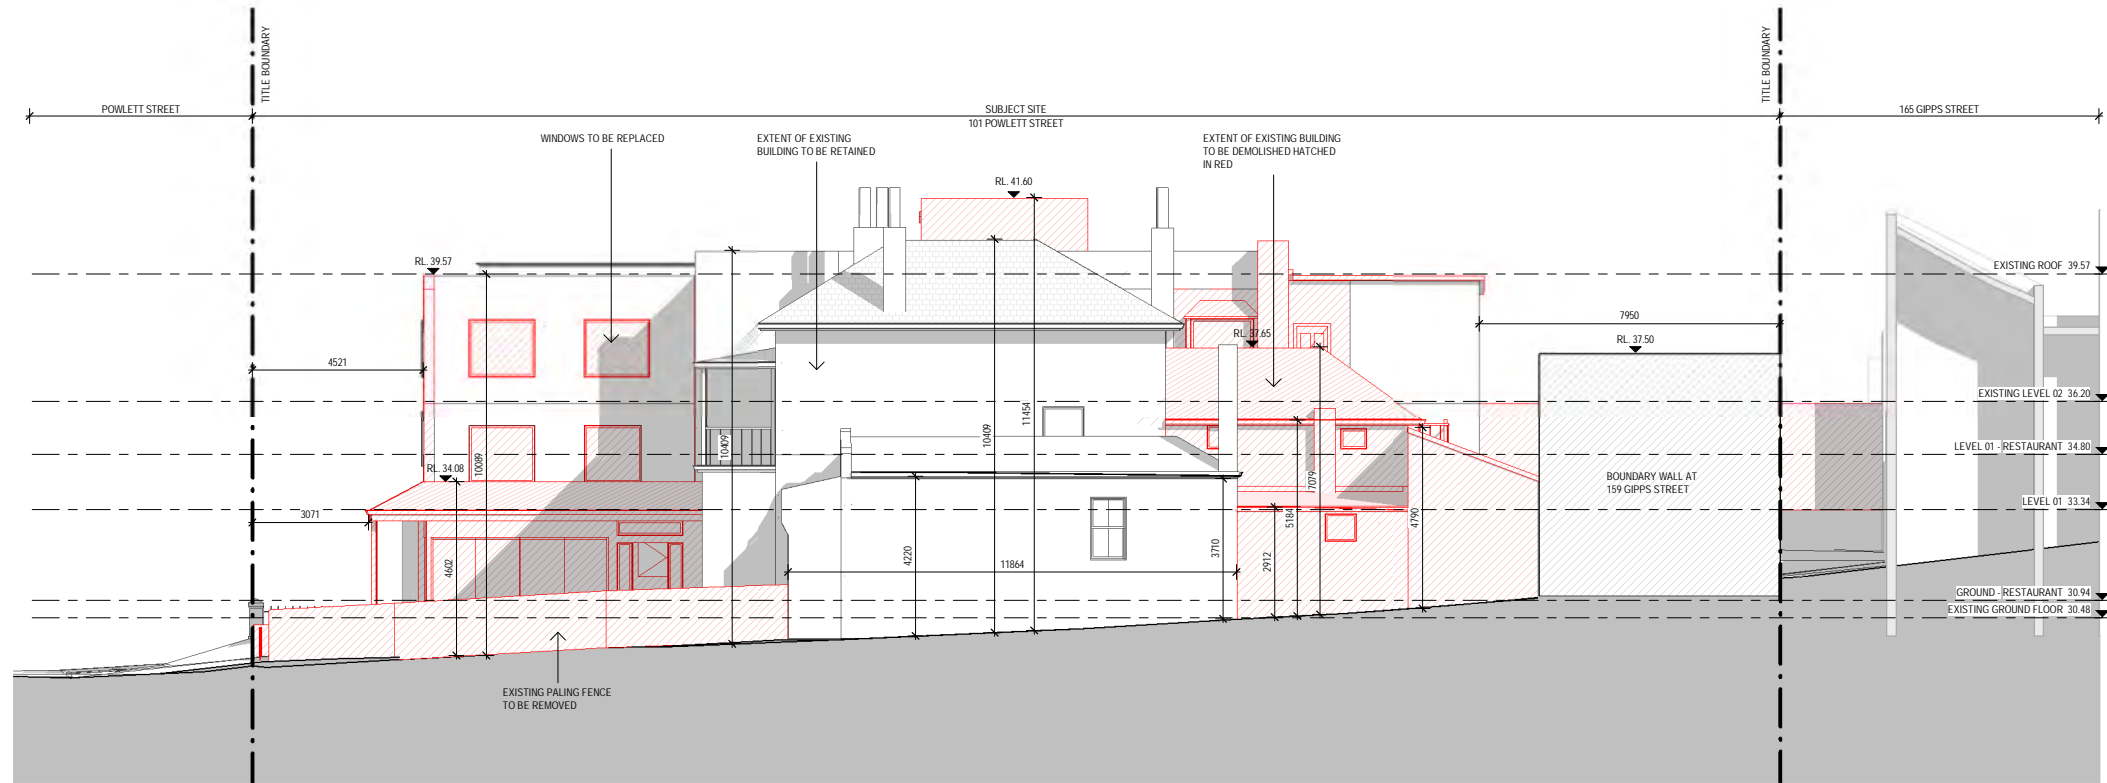 TITLE BOUNDARY
TITLE BOUNDARY
POWLETT STREET
SUBJECT SITE
101 POWLETT STREET
165 GIPPS STREET
WINDOWS TO BE REPLACED
EXTENT OF EXISTING
BUILDING TO BE RETAINED
EXTENT OF EXISTING BUILDING
TO BE DEMOLISHED HATCHED
IN RED
RL. 41.60
RL. 39.57
EXISTING ROOF 39.57
7950
RL. 37.65
RL. 37.50
4521
EXISTING LEVEL 02 36.20
11454
10409
10409
LEVEL 01 - RESTAURANT 34.80
RL. 34.08
10089
7079
BOUNDARY WALL AT
159 GIPPS STREET
LEVEL 01 33.34
3071
5184
4790
4602
4220
11864
3710
2912
GROUND - RESTAURANT 30.94
EXISTING GROUND FLOOR 30.48
EXISTING PALING FENCE
TO BE REMOVED